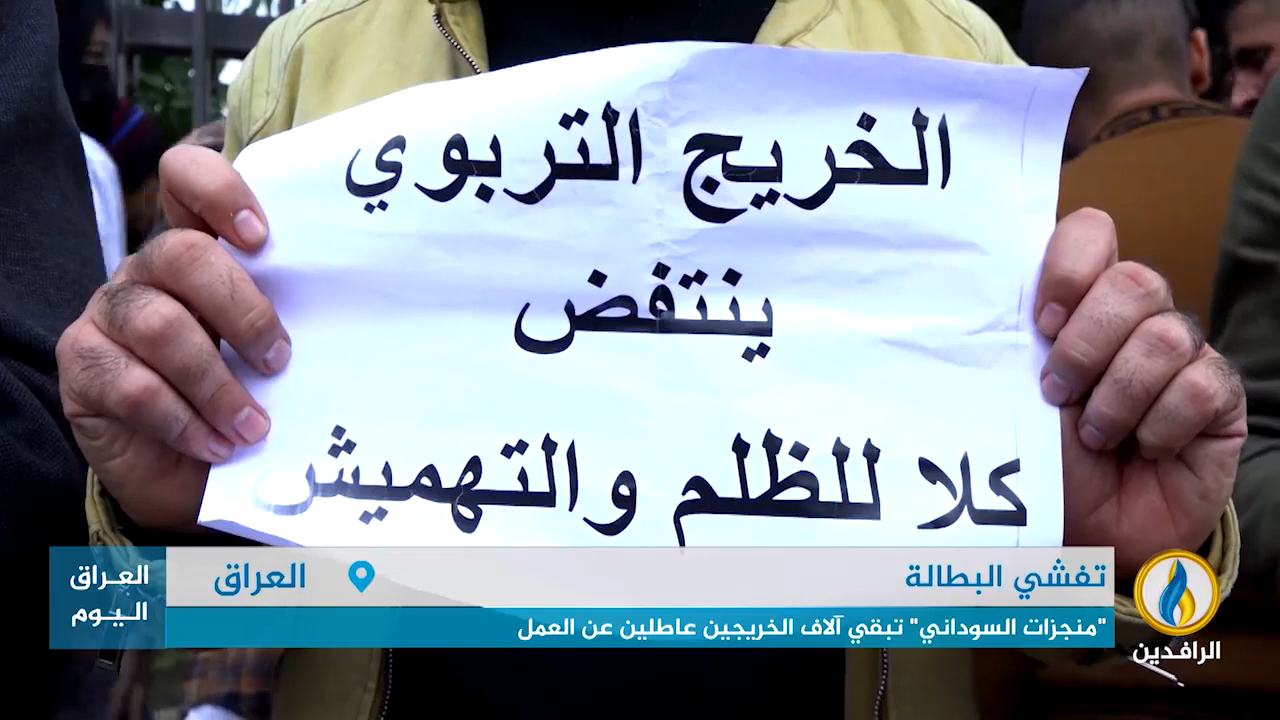 الخريج التربوي
ينتفض
كلا للظلم والتهميش
تفشي البطالة
العراق
"منجزات السوداني" تبقي آلاف الخريجين عاطلين عن العمل
العراق
اليوم
الرافدين